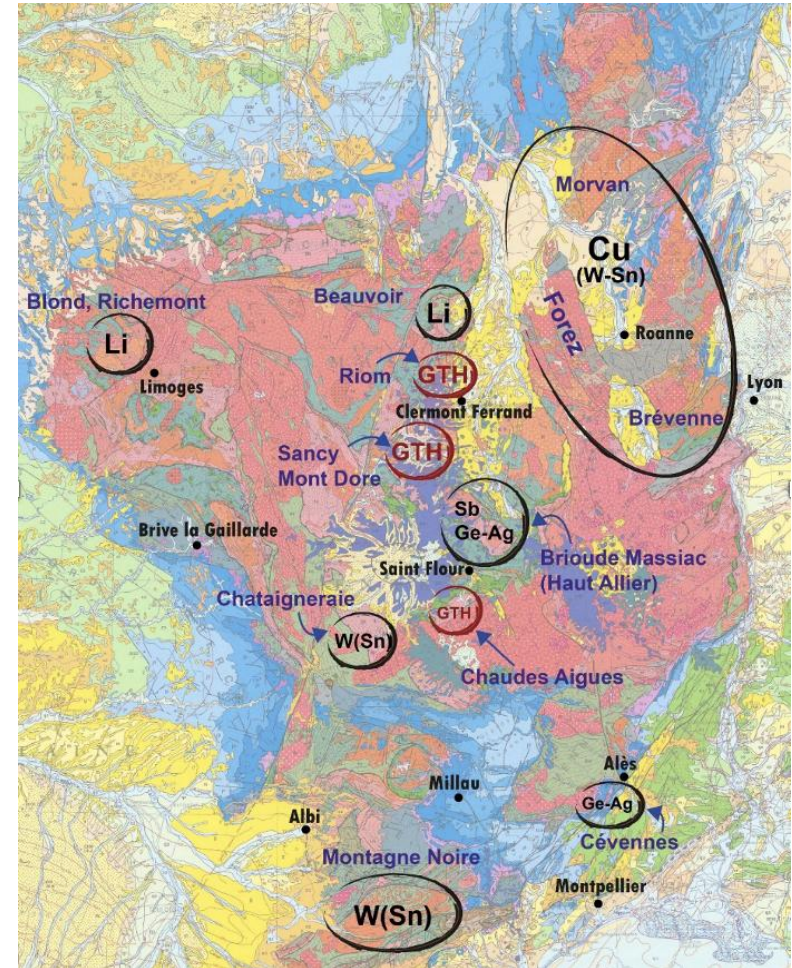 Morvan
Cu
(W-Sn)
Forez
Roanne
Brévenne
Lyon
Blond, Richemont
Li
Limoges
Beauvoir
Li
Riom
GTH
Clermont Ferrand
Sancy
Mont Dore
GTH
Brive la Gaillarde
Sb
Ge-Ag
Saint Flour
Brioude Massiac
(Haut Allier)
Chataigneraie
W(Sn)
GTH
Chaudes Aigues
Millau
Alès
Ge-Ag
Cévennes
Albi
Montagne Noire
W(Sn)
Montpellier